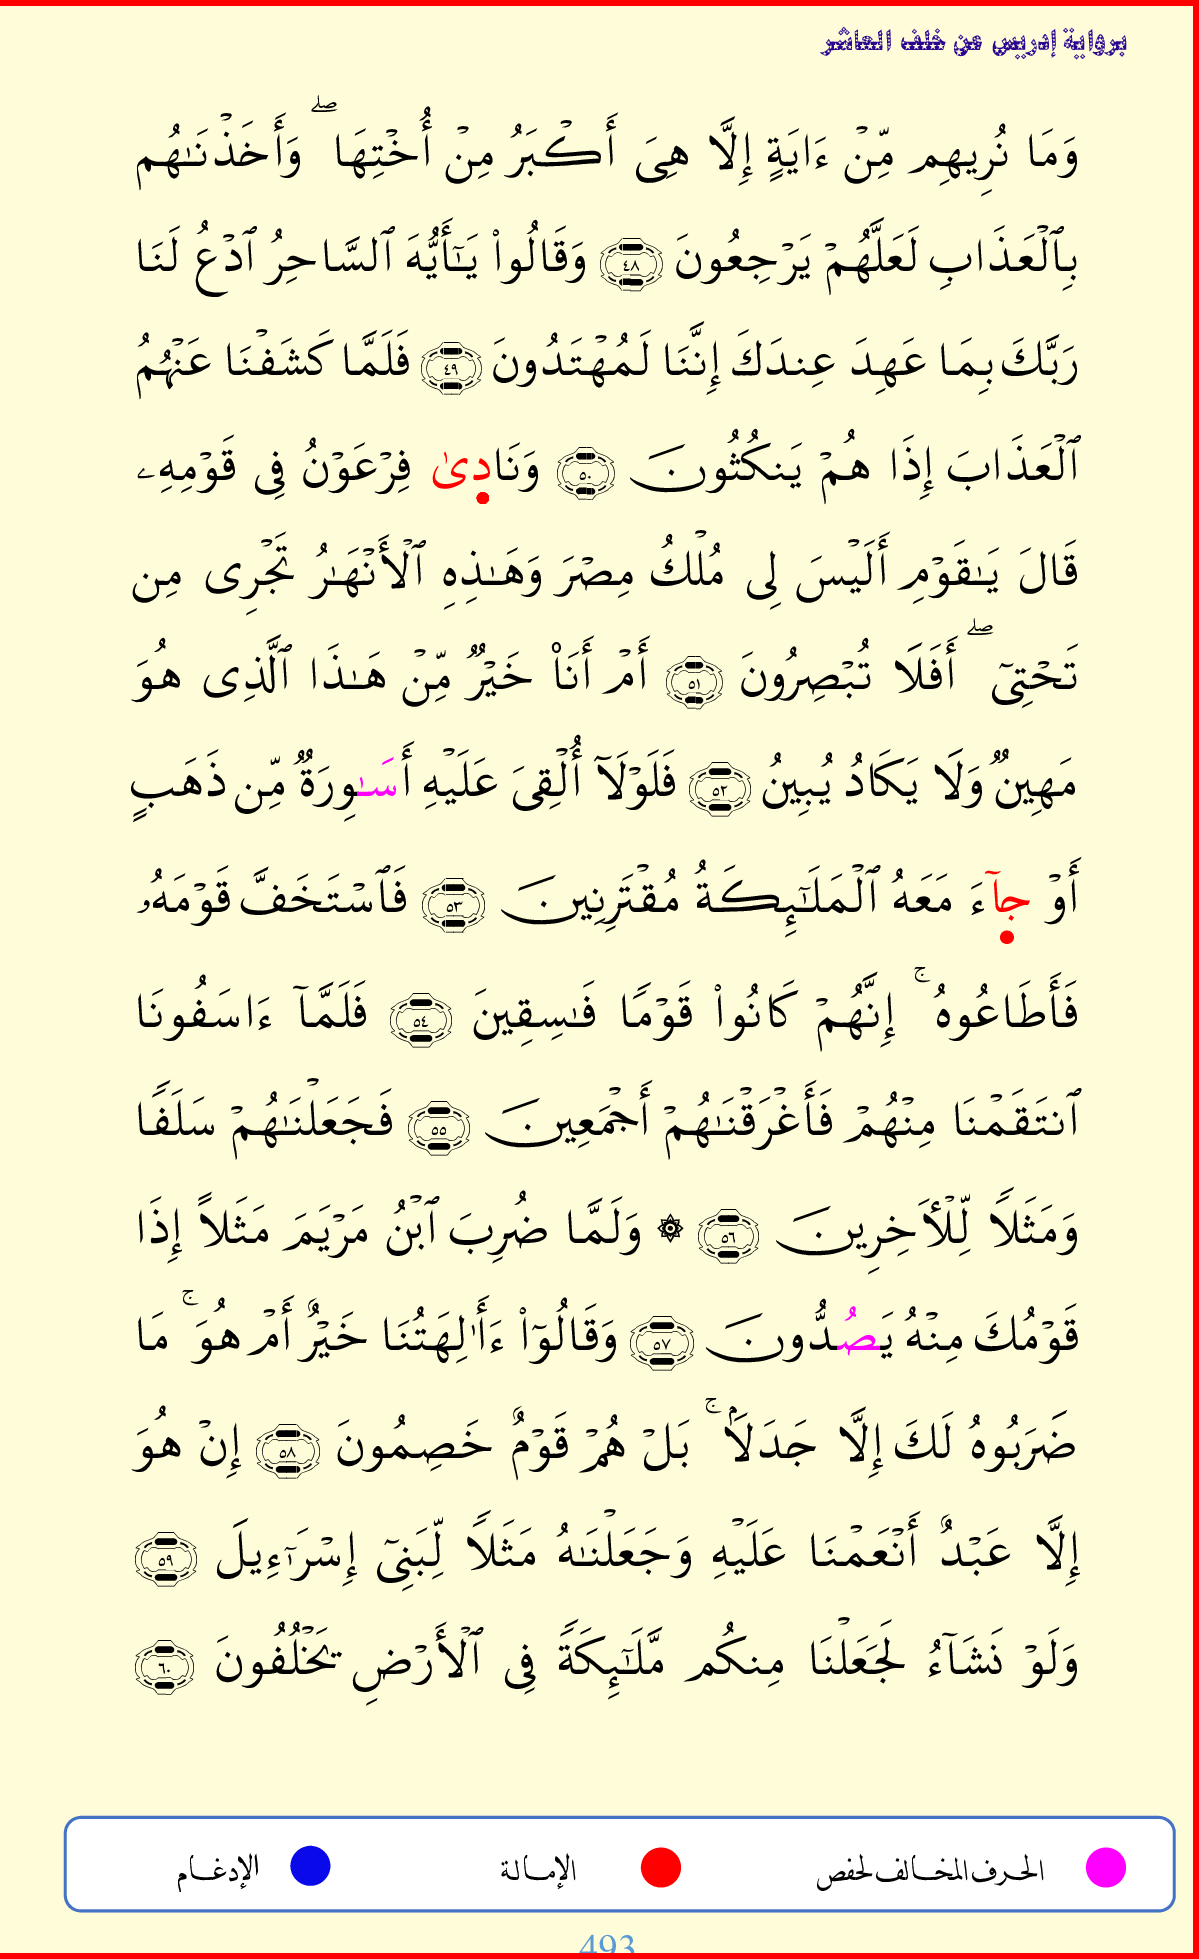 برواية إدريس عن خلف العاشر
وَمَا نُرِيهِم مِّنْ ءَايَةٍ إِلَّا هِىَ أَكْبَرُ مِنْ أُخْتِهَا ۖ وَأَخَذْنَٰهُم
بِٱلْعَذَابِ لَعَلَّهُمْ يَرْجِعُونَ ٤٨ وَقَالُوا۟ يَٰٓأَيُّهَ ٱلسَّاحِرُ ٱدْعُ لَنَا
رَبَّكَ بِمَا عَهِدَ عِندَكَ إِنَّنَا لَمُهْتَدُونَ ٤٩ فَلَمَّا كَشَفْنَا عَنْهُمُ
ٱلْعَذَابَ إِذَا هُمْ يَنكُثُونَ ٥٠ وَنَادِىٰ فِرْعَوْنُ فِى قَوْمِهِۦ
قَالَ يَٰقَوْمِ أَلَيْسَ لِى مُلْكُ مِصْرَ وَهَٰذِهِ ٱلْأَنْهَٰرُ تَجْرِى مِن
تَحْتِىٓ ۖ أَفَلَا تُبْصِرُونَ ٥١ أَمْ أَنَا۠ خَيْرٌ مِّنْ هَٰذَا ٱلَّذِى هُوَ
مَهِينٌ وَلَا يَكَادُ يُبِينُ ٥٢ فَلَوْلَآ أُلْقِىَ عَلَيْهِ أَسَٰوِرَةٌ مِّن ذَهَبٍ
أَوْ جِآءَ مَعَهُ ٱلْمَلَٰٓئِكَةُ مُقْتَرِنِينَ ٥٣ فَٱسْتَخَفَّ قَوْمَهُۥ
فَأَطَاعُوهُ ۚ إِنَّهُمْ كَانُوا۟ قَوْمًا فَٰسِقِينَ ٥٤ فَلَمَّآ ءَاسَفُونَا
ٱنتَقَمْنَا مِنْهُمْ فَأَغْرَقْنَٰهُمْ أَجْمَعِينَ ٥٥ فَجَعَلْنَٰهُمْ سَلَفًا
وَمَثَلًا لِّلْأَخِرِينَ ٥٦ ۞ وَلَمَّا ضُرِبَ ٱبْنُ مَرْيَمَ مَثَلًا إِذَا
قَوْمُكَ مِنْهُ يَصُدُّونَ ٥٧ وَقَالُوٓا۟ ءَأَٰلِهَتُنَا خَيْرٌ أَمْ هُوَ ۚ مَا
ضَرَبُوهُ لَكَ إِلَّا جَدَلًۢا ۚ بَلْ هُمْ قَوْمٌ خَصِمُونَ ٥٨ إِنْ هُوَ
إِلَّا عَبْدٌ أَنْعَمْنَا عَلَيْهِ وَجَعَلْنَٰهُ مَثَلًا لِّبَنِىٓ إِسْرَٰٓءِيلَ ٥٩
وَلَوْ نَشَآءُ لَجَعَلْنَا مِنكُم مَّلَٰٓئِكَةً فِى ٱلْأَرْضِ يَخْلُفُونَ ٦٠
الحرف المخالف لحفص الإمالة الإدغام
493